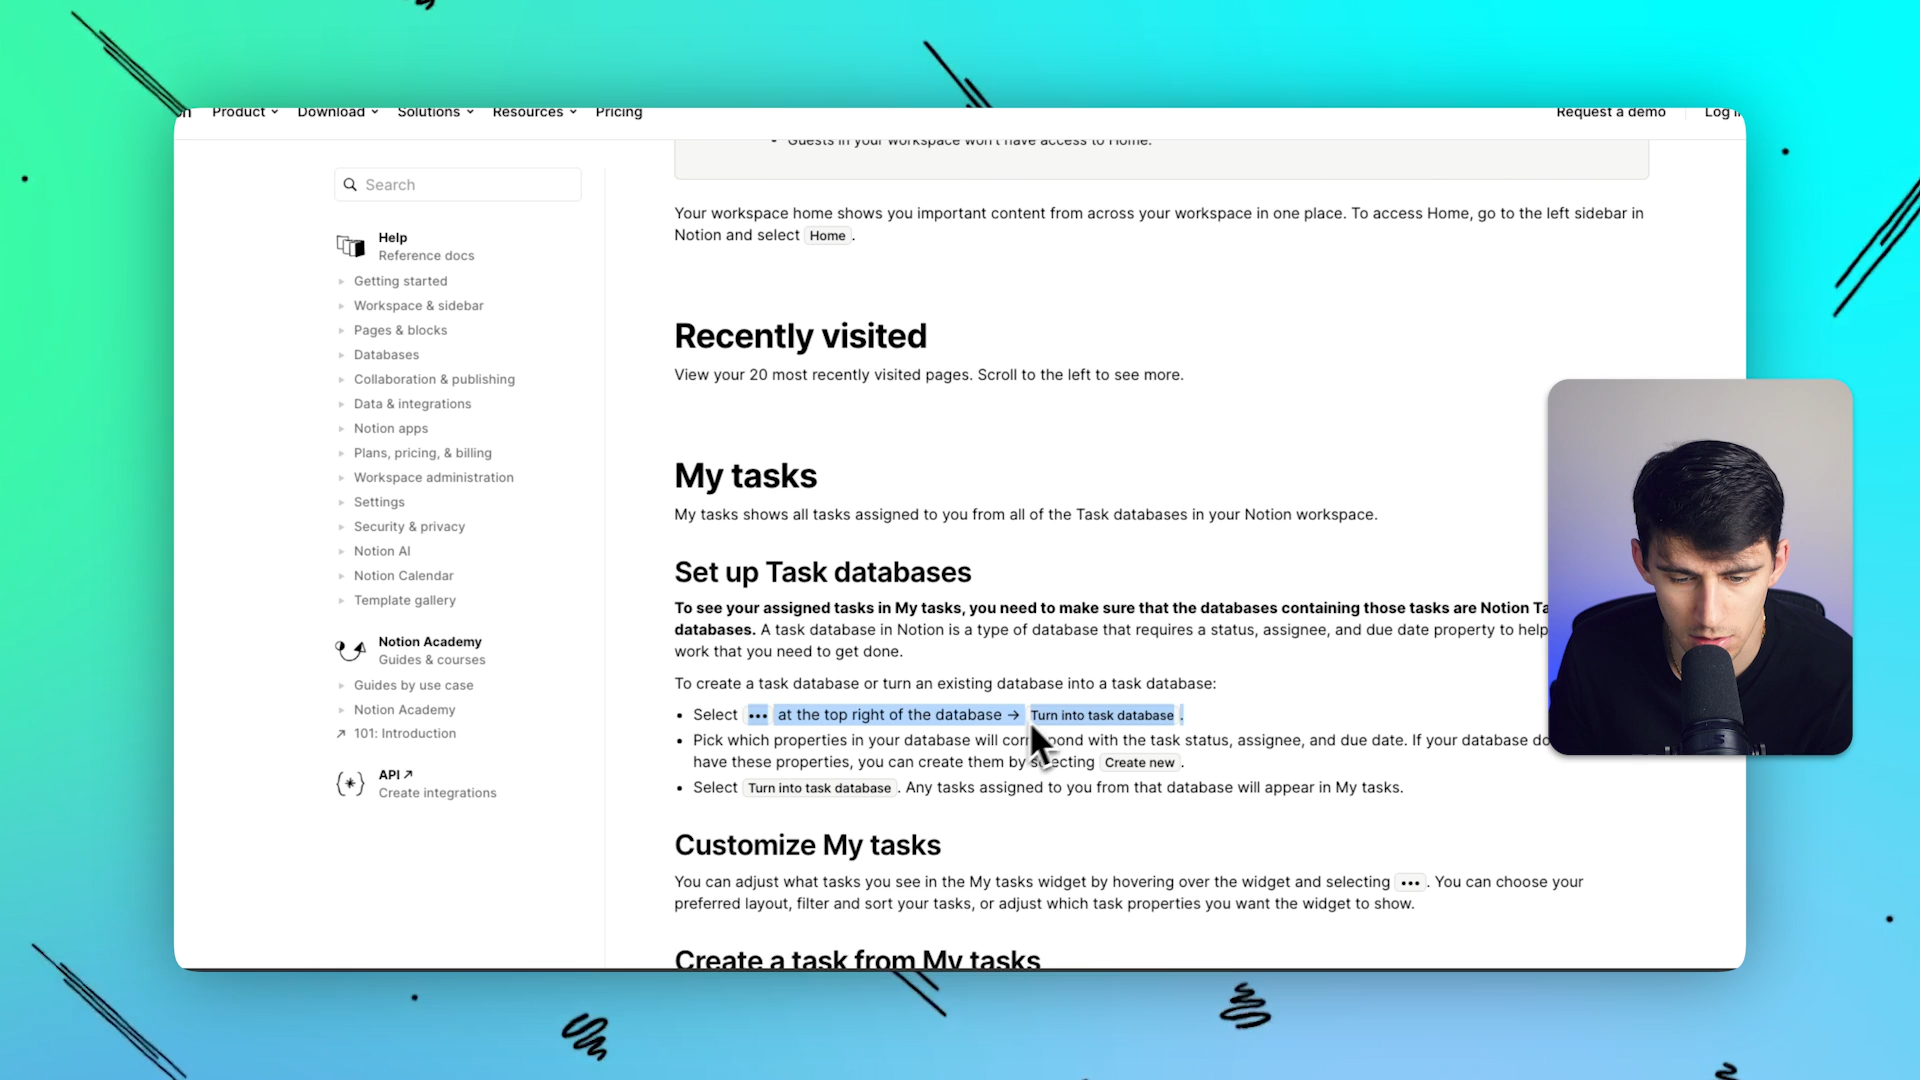 Product Download Solutions Resources Pricing Request a demo Log
Guests in your workspace won't have access to Home.
Search
Your workspace home shows you important content from across your workspace in one place. To access Home, go to the left sidebar in
Notion and select Home.
Help
Reference docs
Getting started
Workspace & sidebar
Pages & blocks
Databases
Collaboration & publishing
Data & integrations
Notion apps
Plans, pricing, & billing
Workspace administration
Settings
Security & privacy
Notion AI
Notion Calendar
Template gallery
Notion Academy
Guides & courses
Guides by use case
Notion Academy
↗ 101: Introduction
API ↗
Create integrations
Recently visited
View your 20 most recently visited pages. Scroll to the left to see more.
My tasks
My tasks shows all tasks assigned to you from all of the Task databases in your Notion workspace.
Set up Task databases
To see your assigned tasks in My tasks, you need to make sure that the databases containing those tasks are Notion Ta
databases. A task database in Notion is a type of database that requires a status, assignee, and due date property to help
work that you need to get done.
To create a task database or turn an existing database into a task database:
• Select ••• at the top right of the database → Turn into task database.
• Pick which properties in your database will correspond with the task status, assignee, and due date. If your database do
have these properties, you can create them by selecting Create new.
• Select Turn into task database. Any tasks assigned to you from that database will appear in My tasks.
Customize My tasks
You can adjust what tasks you see in the My tasks widget by hovering over the widget and selecting •••. You can choose your
preferred layout, filter and sort your tasks, or adjust which task properties you want the widget to show.
Create a task from My tasks